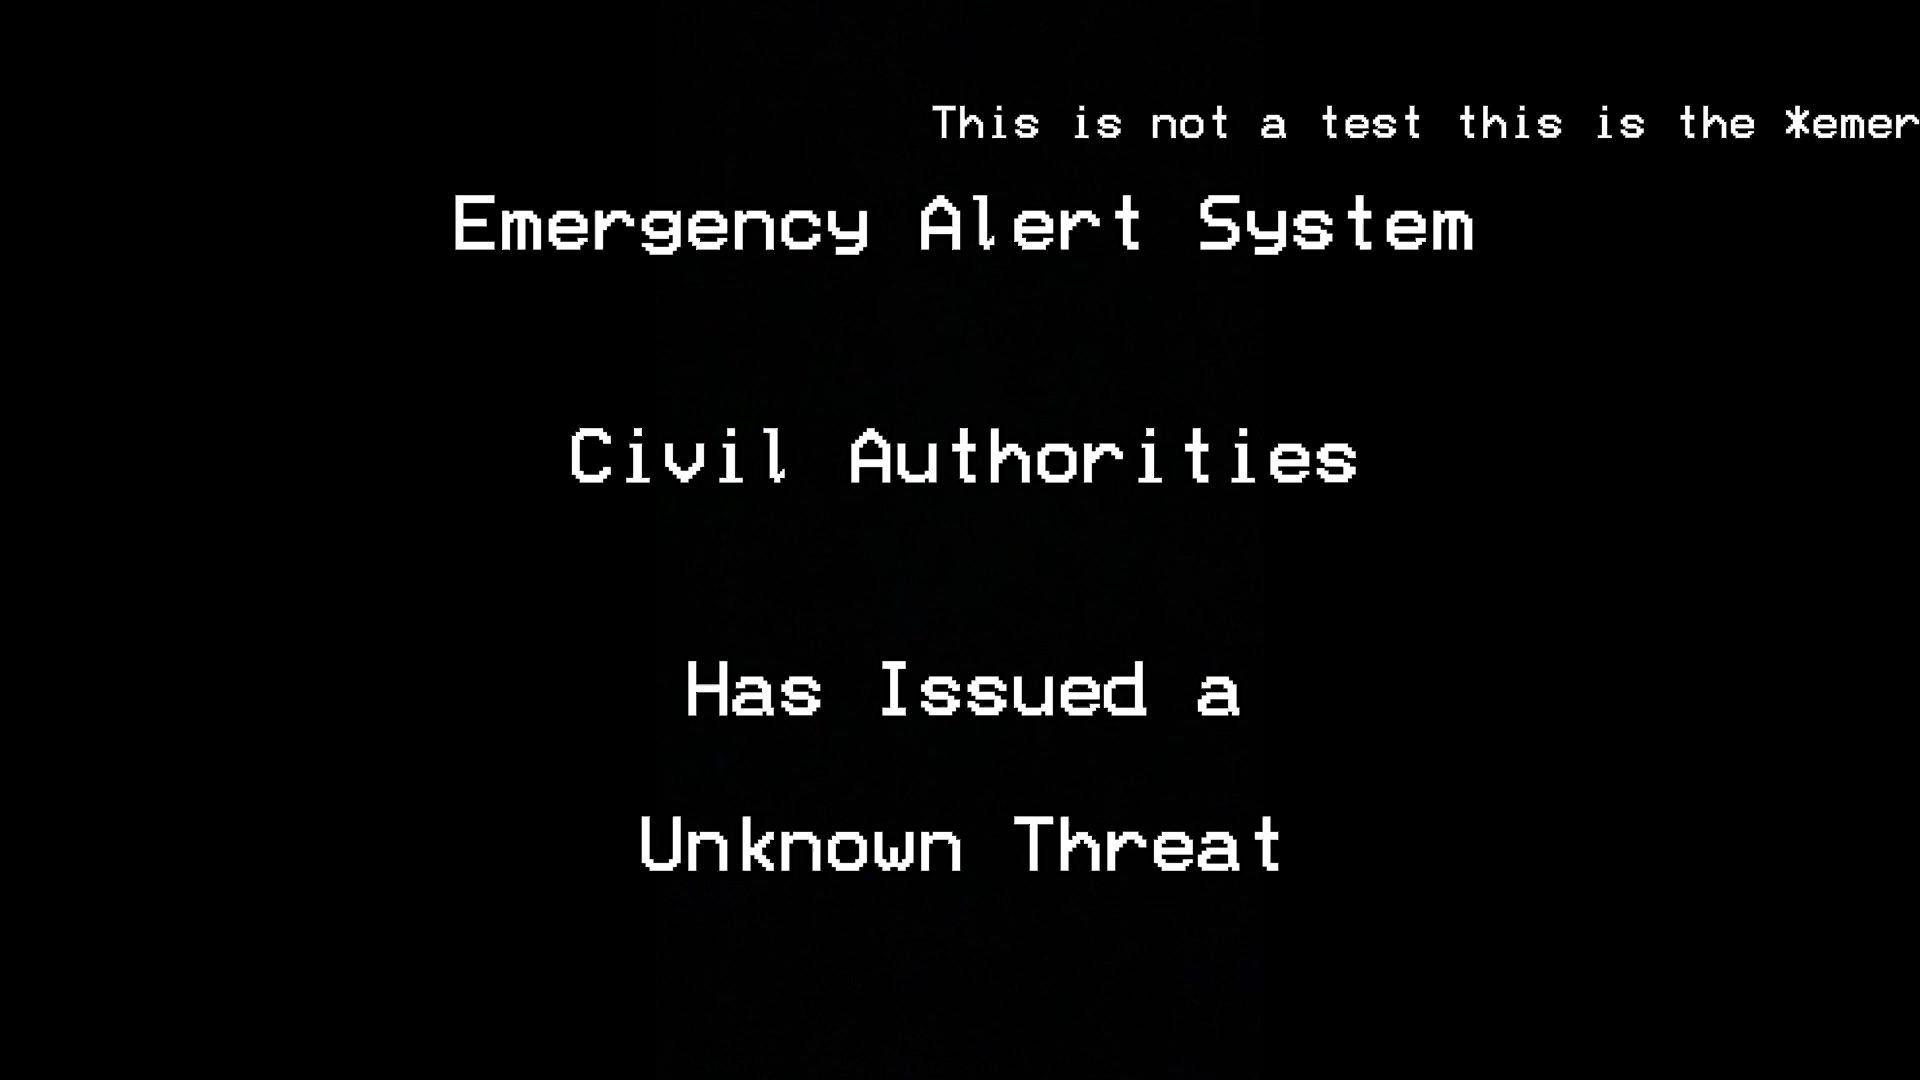 This is not a test this is the *emer
Emergency Alert System
Civil Authorities
Has Issued a
Unknown Threat